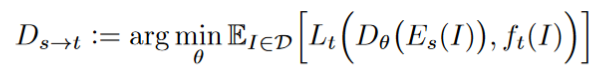 D_{s→t} := arg min_θ 𝔼_{I∈𝒟}[L_t(D_θ(E_s(I)), f_t(I))]